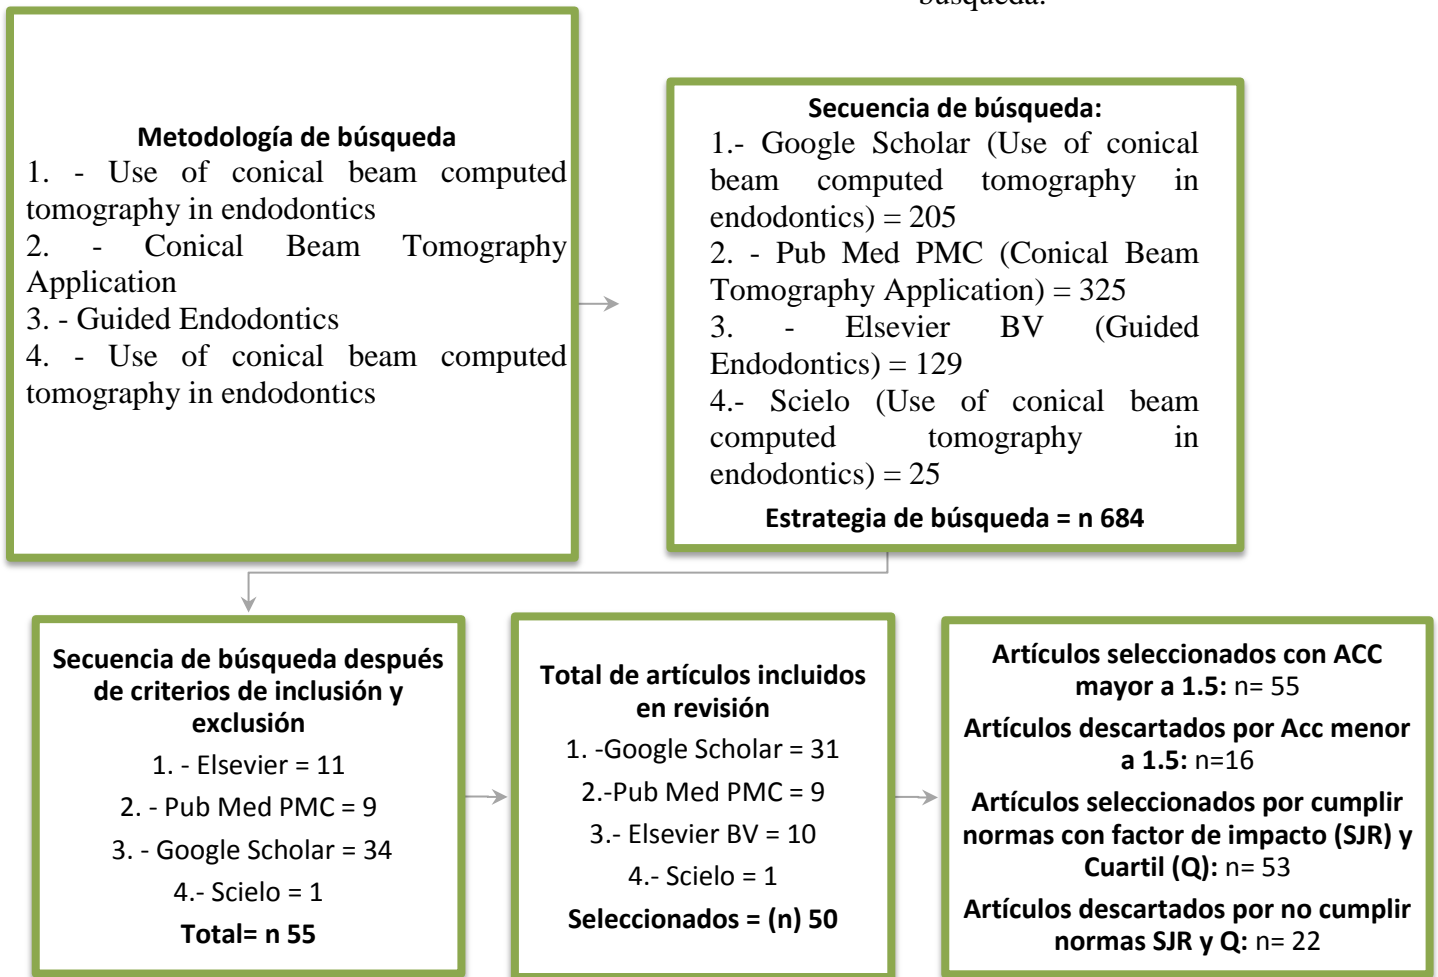 búsqueda.
Metodología de búsqueda
1. - Use of conical beam computed
tomography in endodontics
2. - Conical Beam Tomography
Application
3. - Guided Endodontics
4. - Use of conical beam computed
tomography in endodontics
Secuencia de búsqueda:
1.- Google Scholar (Use of conical
beam computed tomography in
endodontics) = 205
2. - Pub Med PMC (Conical Beam
Tomography Application) = 325
3. - Elsevier BV (Guided
Endodontics) = 129
4.- Scielo (Use of conical beam
computed tomography in
endodontics) = 25
Estrategia de búsqueda = n 684
Secuencia de búsqueda después
de criterios de inclusión y
exclusión
1. - Elsevier = 11
2. - Pub Med PMC = 9
3. - Google Scholar = 34
4.- Scielo = 1
Total= n 55
Total de artículos incluidos
en revisión
1. -Google Scholar = 31
2.-Pub Med PMC = 9
3.- Elsevier BV = 10
4.- Scielo = 1
Seleccionados = (n) 50
Artículos seleccionados con ACC
mayor a 1.5: n= 55
Artículos descartados por Acc menor
a 1.5: n=16
Artículos seleccionados por cumplir
normas con factor de impacto (SJR) y
Cuartil (Q): n= 53
Artículos descartados por no cumplir
normas SJR y Q: n= 22